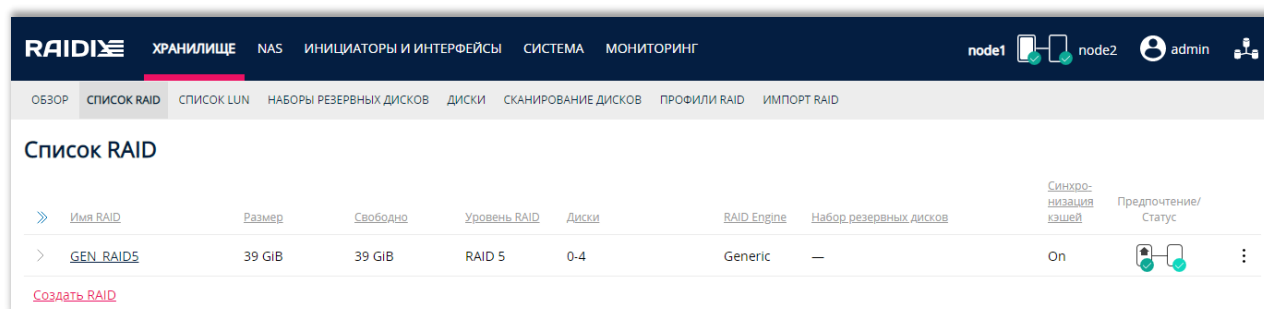 RAIDIX ХРАНИЛИЩЕ NAS ИНИЦИАТОРЫ И ИНТЕРФЕЙСЫ СИСТЕМА МОНИТОРИНГ node1 node2 admin
ОБЗОР СПИСОК RAID СПИСОК LUN НАБОРЫ РЕЗЕРВНЫХ ДИСКОВ ДИСКИ СКАНИРОВАНИЕ ДИСКОВ ПРОФИЛИ RAID ИМПОРТ RAID
Список RAID
Имя RAID Размер Свободно Уровень RAID Диски RAID Engine Набор резервных дисков Синхро-
низация
кэшей Предпочтение/
Статус
GEN_RAID5 39 GiB 39 GiB RAID 5 0-4 Generic — On
Создать RAID